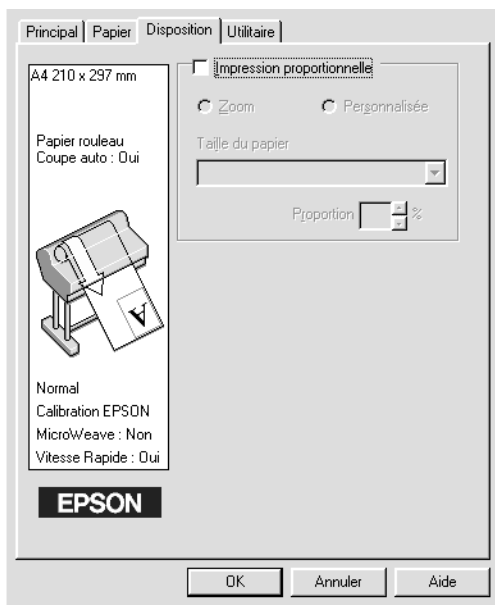 Principal Papier Disposition Utilitaire
A4 210 x 297 mm
Papier rouleau
Coupe auto : Oui
A
Normal
Calibration EPSON
MicroWeave : Non
Vitesse Rapide : Oui
EPSON
Impression proportionnelle
Zoom Personnalisée
Taille du papier
Proportion %
OK Annuler Aide